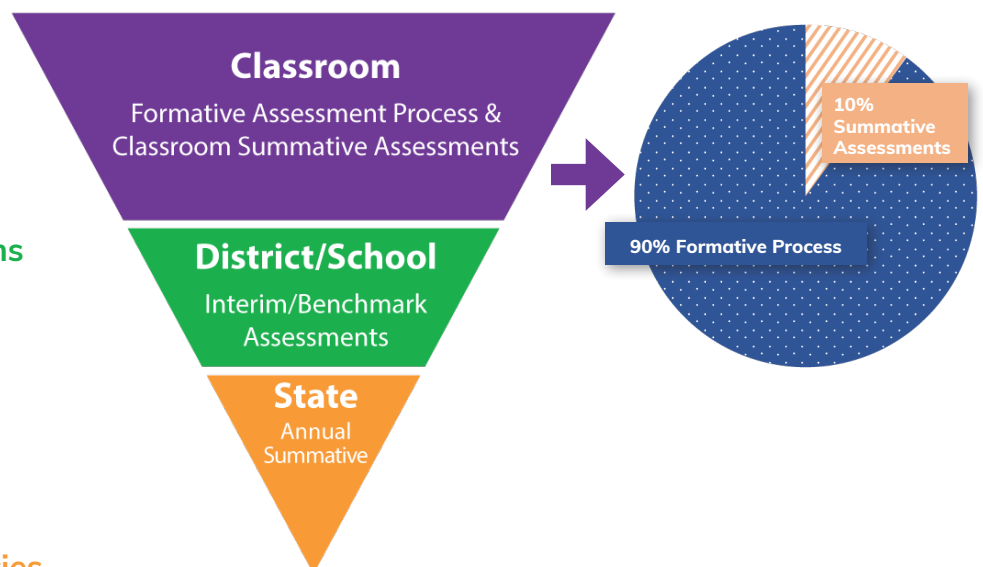 Classroom
Formative Assessment Process &
Classroom Summative Assessments
10%
Summative
Assessments
90% Formative Process
District/School
Interim/Benchmark
Assessments
State
Annual
Summative